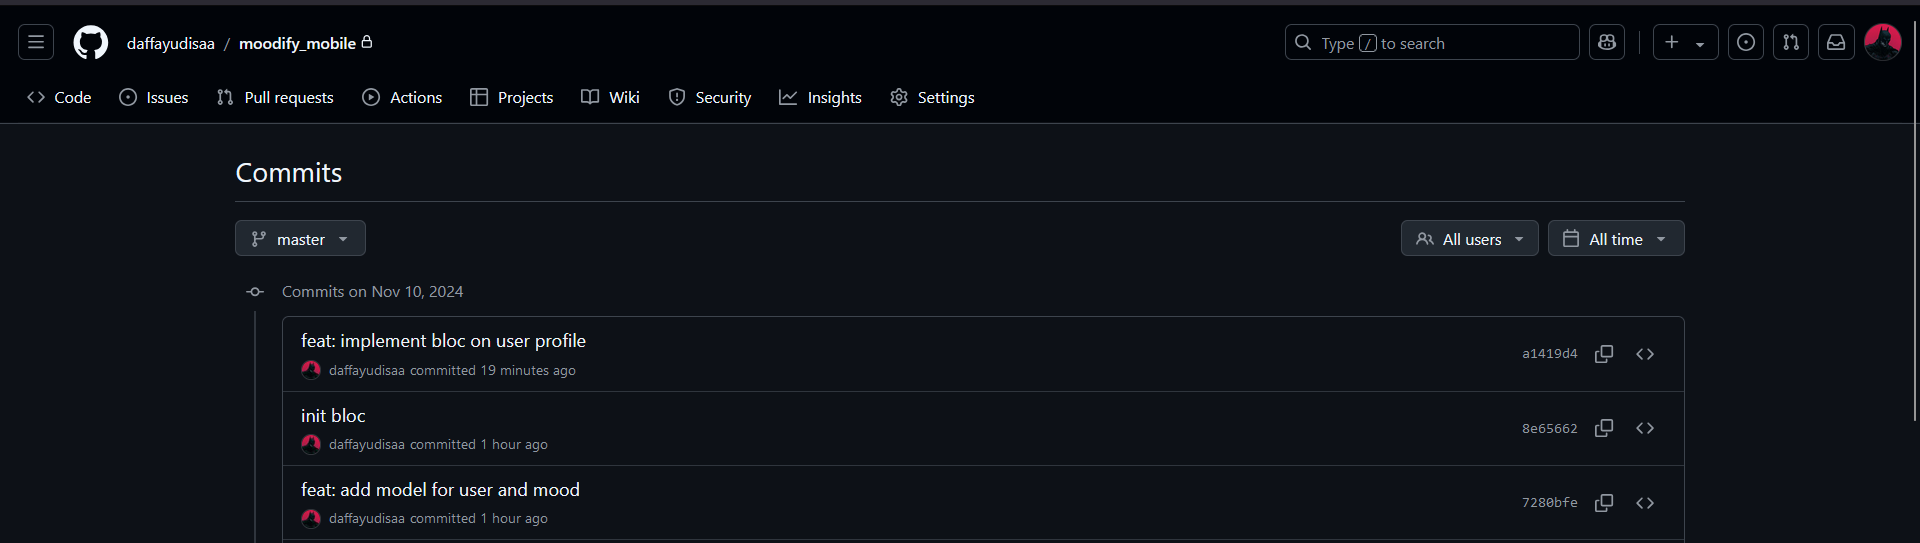 daffayudisaa / moodify_mobile
Type / to search
Code Issues Pull requests Actions Projects Wiki Security Insights Settings
Commits
master
All users All time
Commits on Nov 10, 2024
feat: implement bloc on user profile
a1419d4
daffayudisaa committed 19 minutes ago
init bloc
8e65662
daffayudisaa committed 1 hour ago
feat: add model for user and mood
7280bfe
daffayudisaa committed 1 hour ago